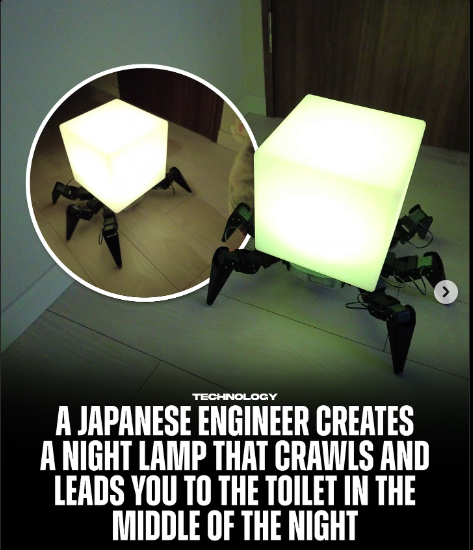 TECHNOLOGY
A JAPANESE ENGINEER CREATES
A NIGHT LAMP THAT CRAWLS AND
LEADS YOU TO THE TOILET IN THE
MIDDLE OF THE NIGHT